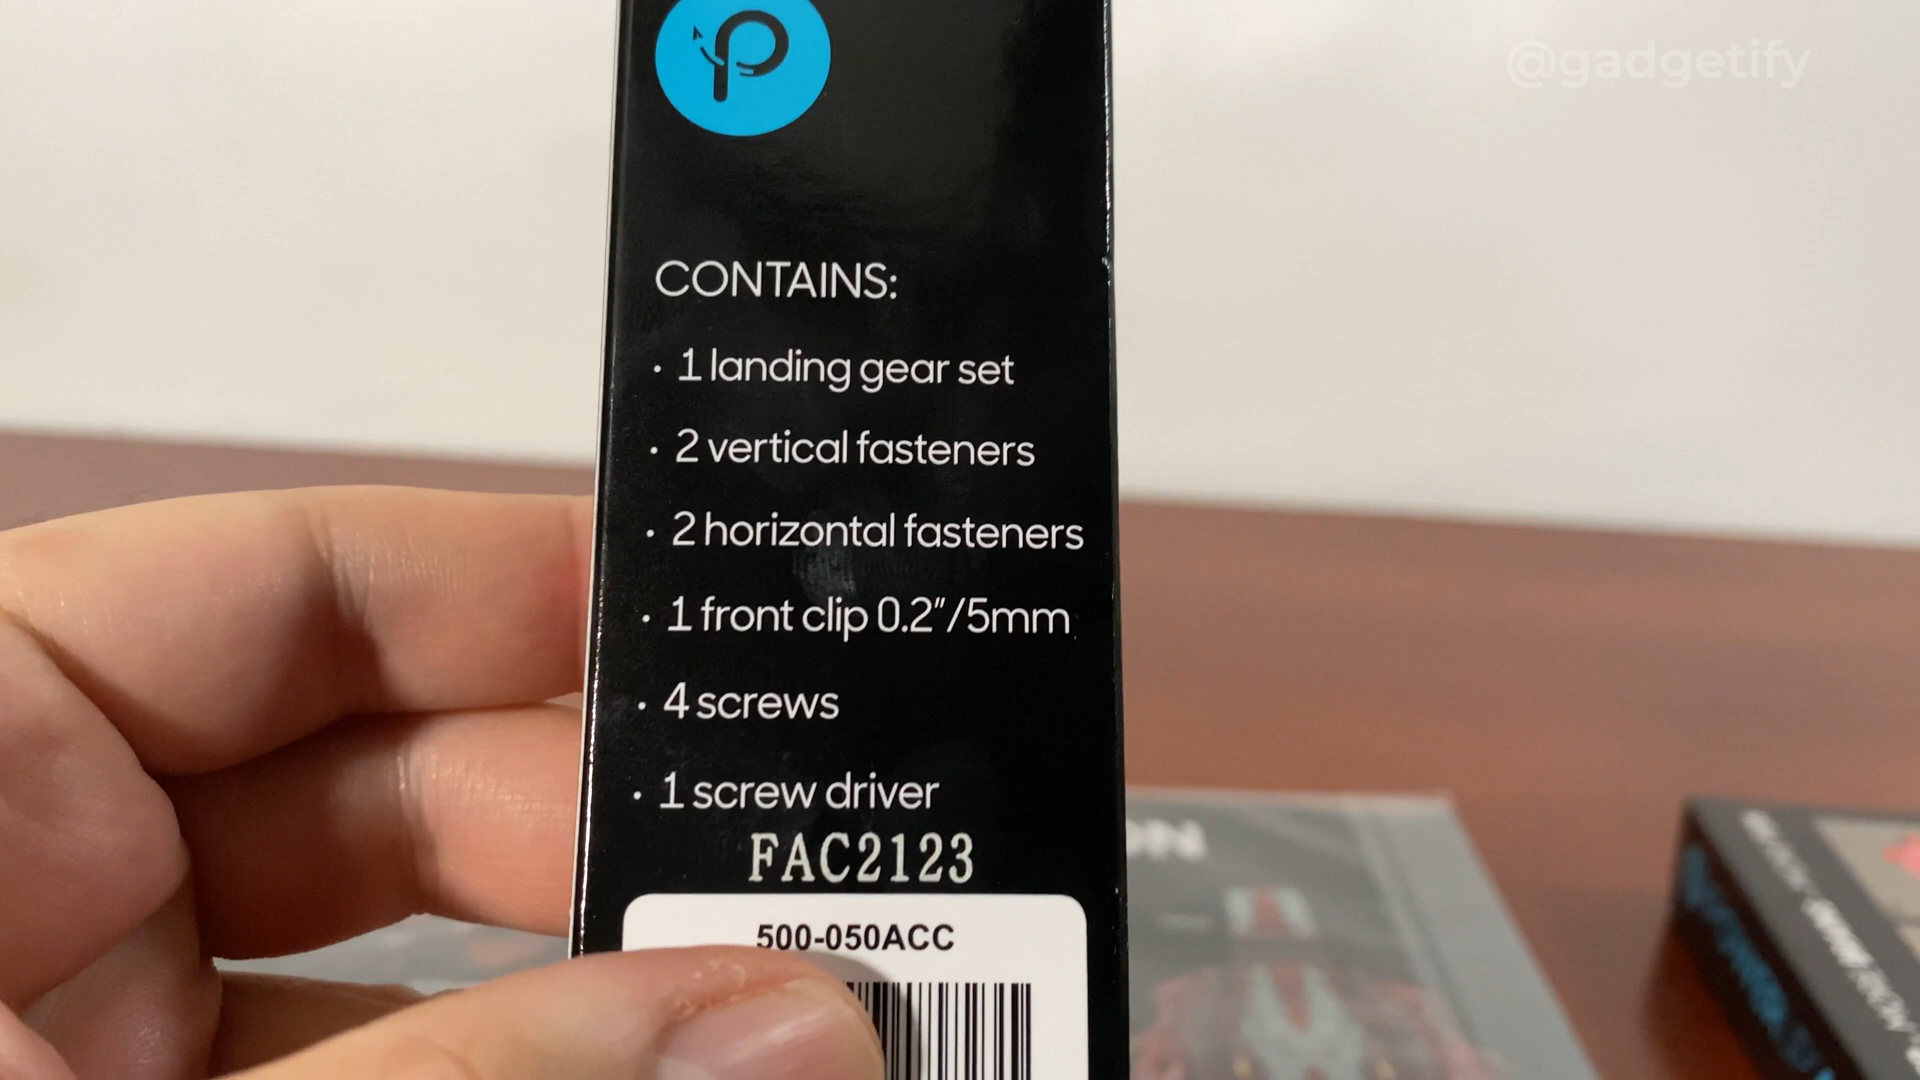 @gadgetify
CONTAINS:
· 1 landing gear set
· 2 vertical fasteners
· 2 horizontal fasteners
· 1 front clip 0.2"/5mm
· 4 screws
· 1 screw driver
FAC2123
500-050ACC